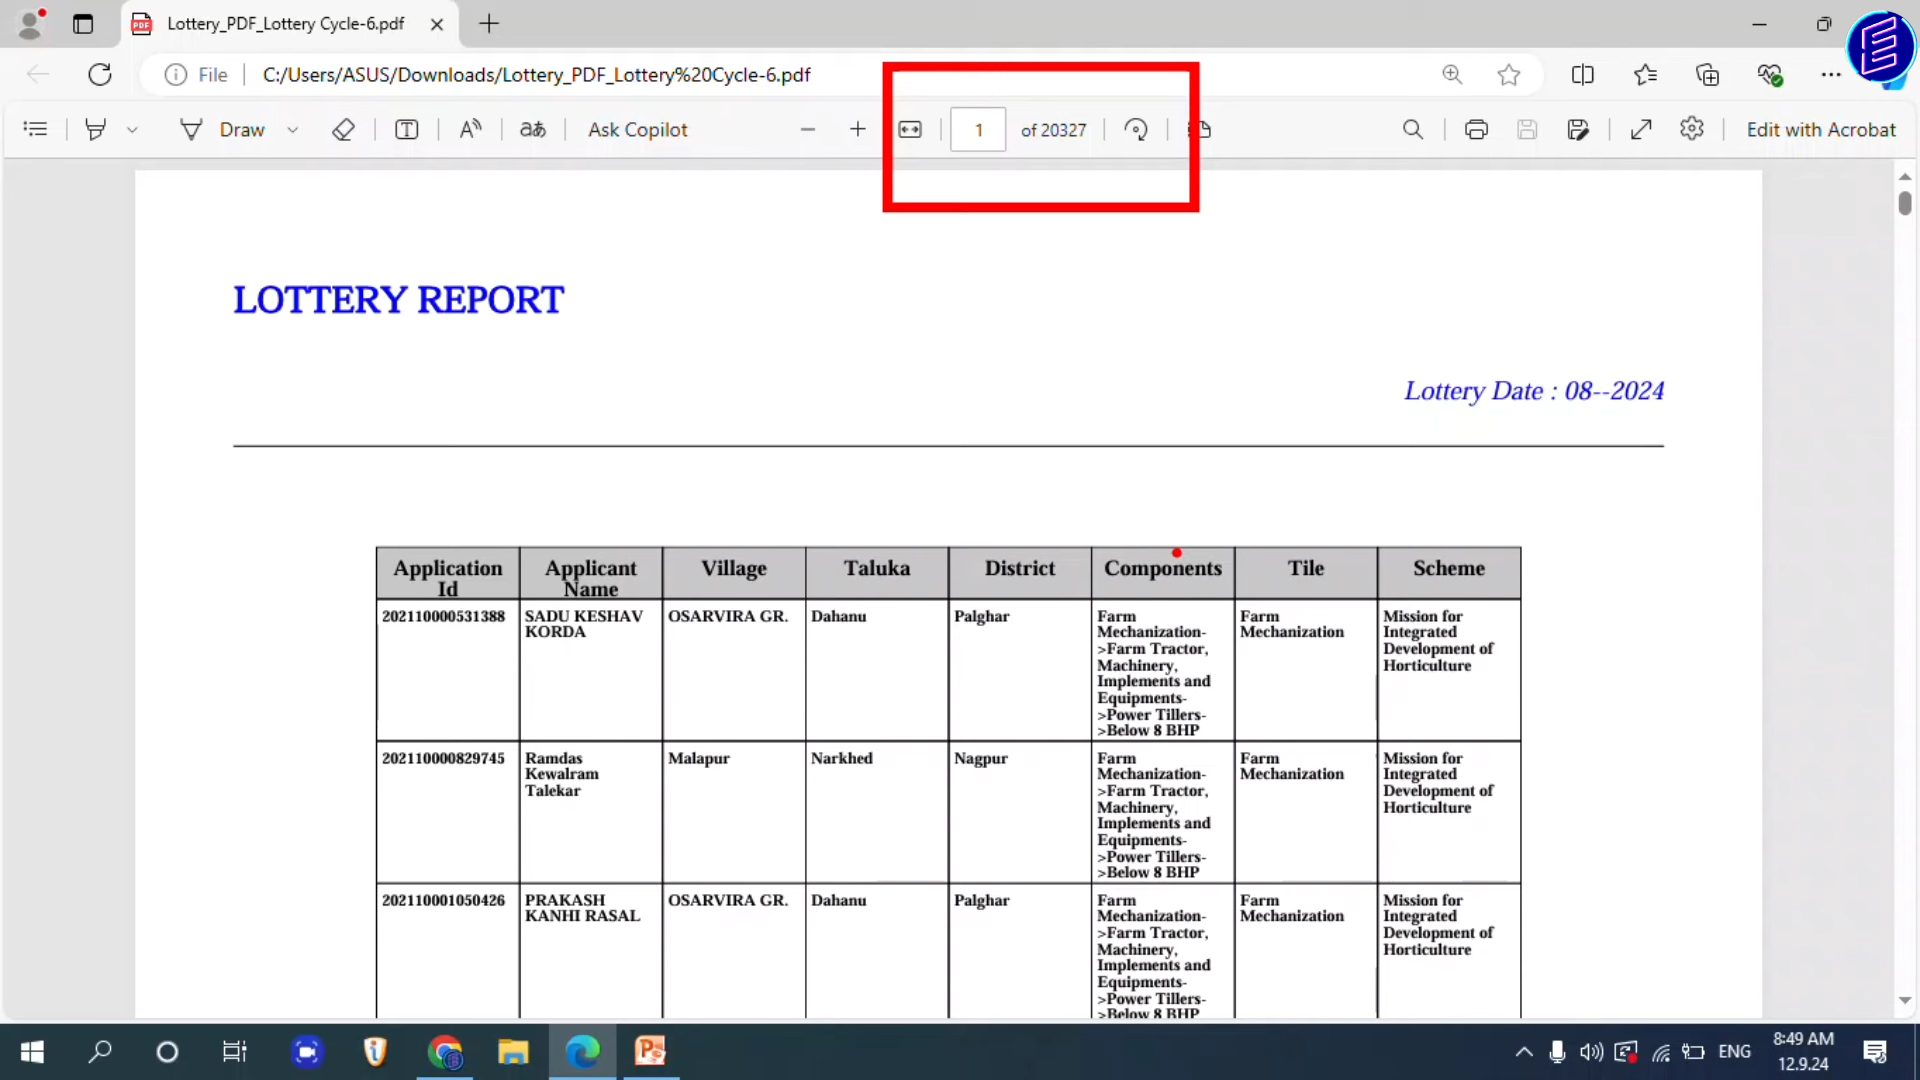 Lottery_PDF_Lottery Cycle-6.pdf
File
C:/Users/ASUS/Downloads/Lottery_PDF_Lottery%20Cycle-6.pdf
Draw
aあ
Ask Copilot
1
of 20327
Edit with Acrobat
LOTTERY REPORT
Lottery Date : 08--2024
Application
Id
Applicant
Name
Village
Taluka
District
Components
Tile
Scheme
202110000531388
SADU KESHAV
KORDA
OSARVIRA GR.
Dahanu
Palghar
Farm
Mechanization-
>Farm Tractor,
Machinery,
Implements and
Equipments-
>Power Tillers-
>Below 8 BHP
Farm
Mechanization
Mission for
Integrated
Development of
Horticulture
202110000829745
Ramdas
Kewalram
Talekar
Malapur
Narkhed
Nagpur
Farm
Mechanization-
>Farm Tractor,
Machinery,
Implements and
Equipments-
>Power Tillers-
>Below 8 BHP
Farm
Mechanization
Mission for
Integrated
Development of
Horticulture
202110001050426
PRAKASH
KANHI RASAL
OSARVIRA GR.
Dahanu
Palghar
Farm
Mechanization-
>Farm Tractor,
Machinery,
Implements and
Equipments-
>Power Tillers-
>Below 8 BHP
Farm
Mechanization
Mission for
Integrated
Development of
Horticulture
ENG
8:49 AM
12.9.24